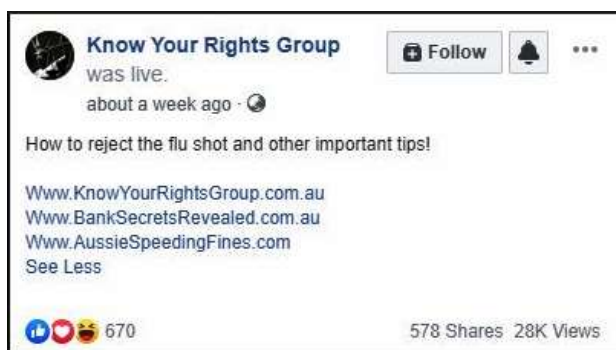 Know Your Rights Group
was live.
Follow
about a week ago ·
How to reject the flu shot and other important tips!
Www.KnowYourRightsGroup.com.au
Www.BankSecretsRevealed.com.au
Www.AussieSpeedingFines.com
See Less
670
578 Shares 28K Views